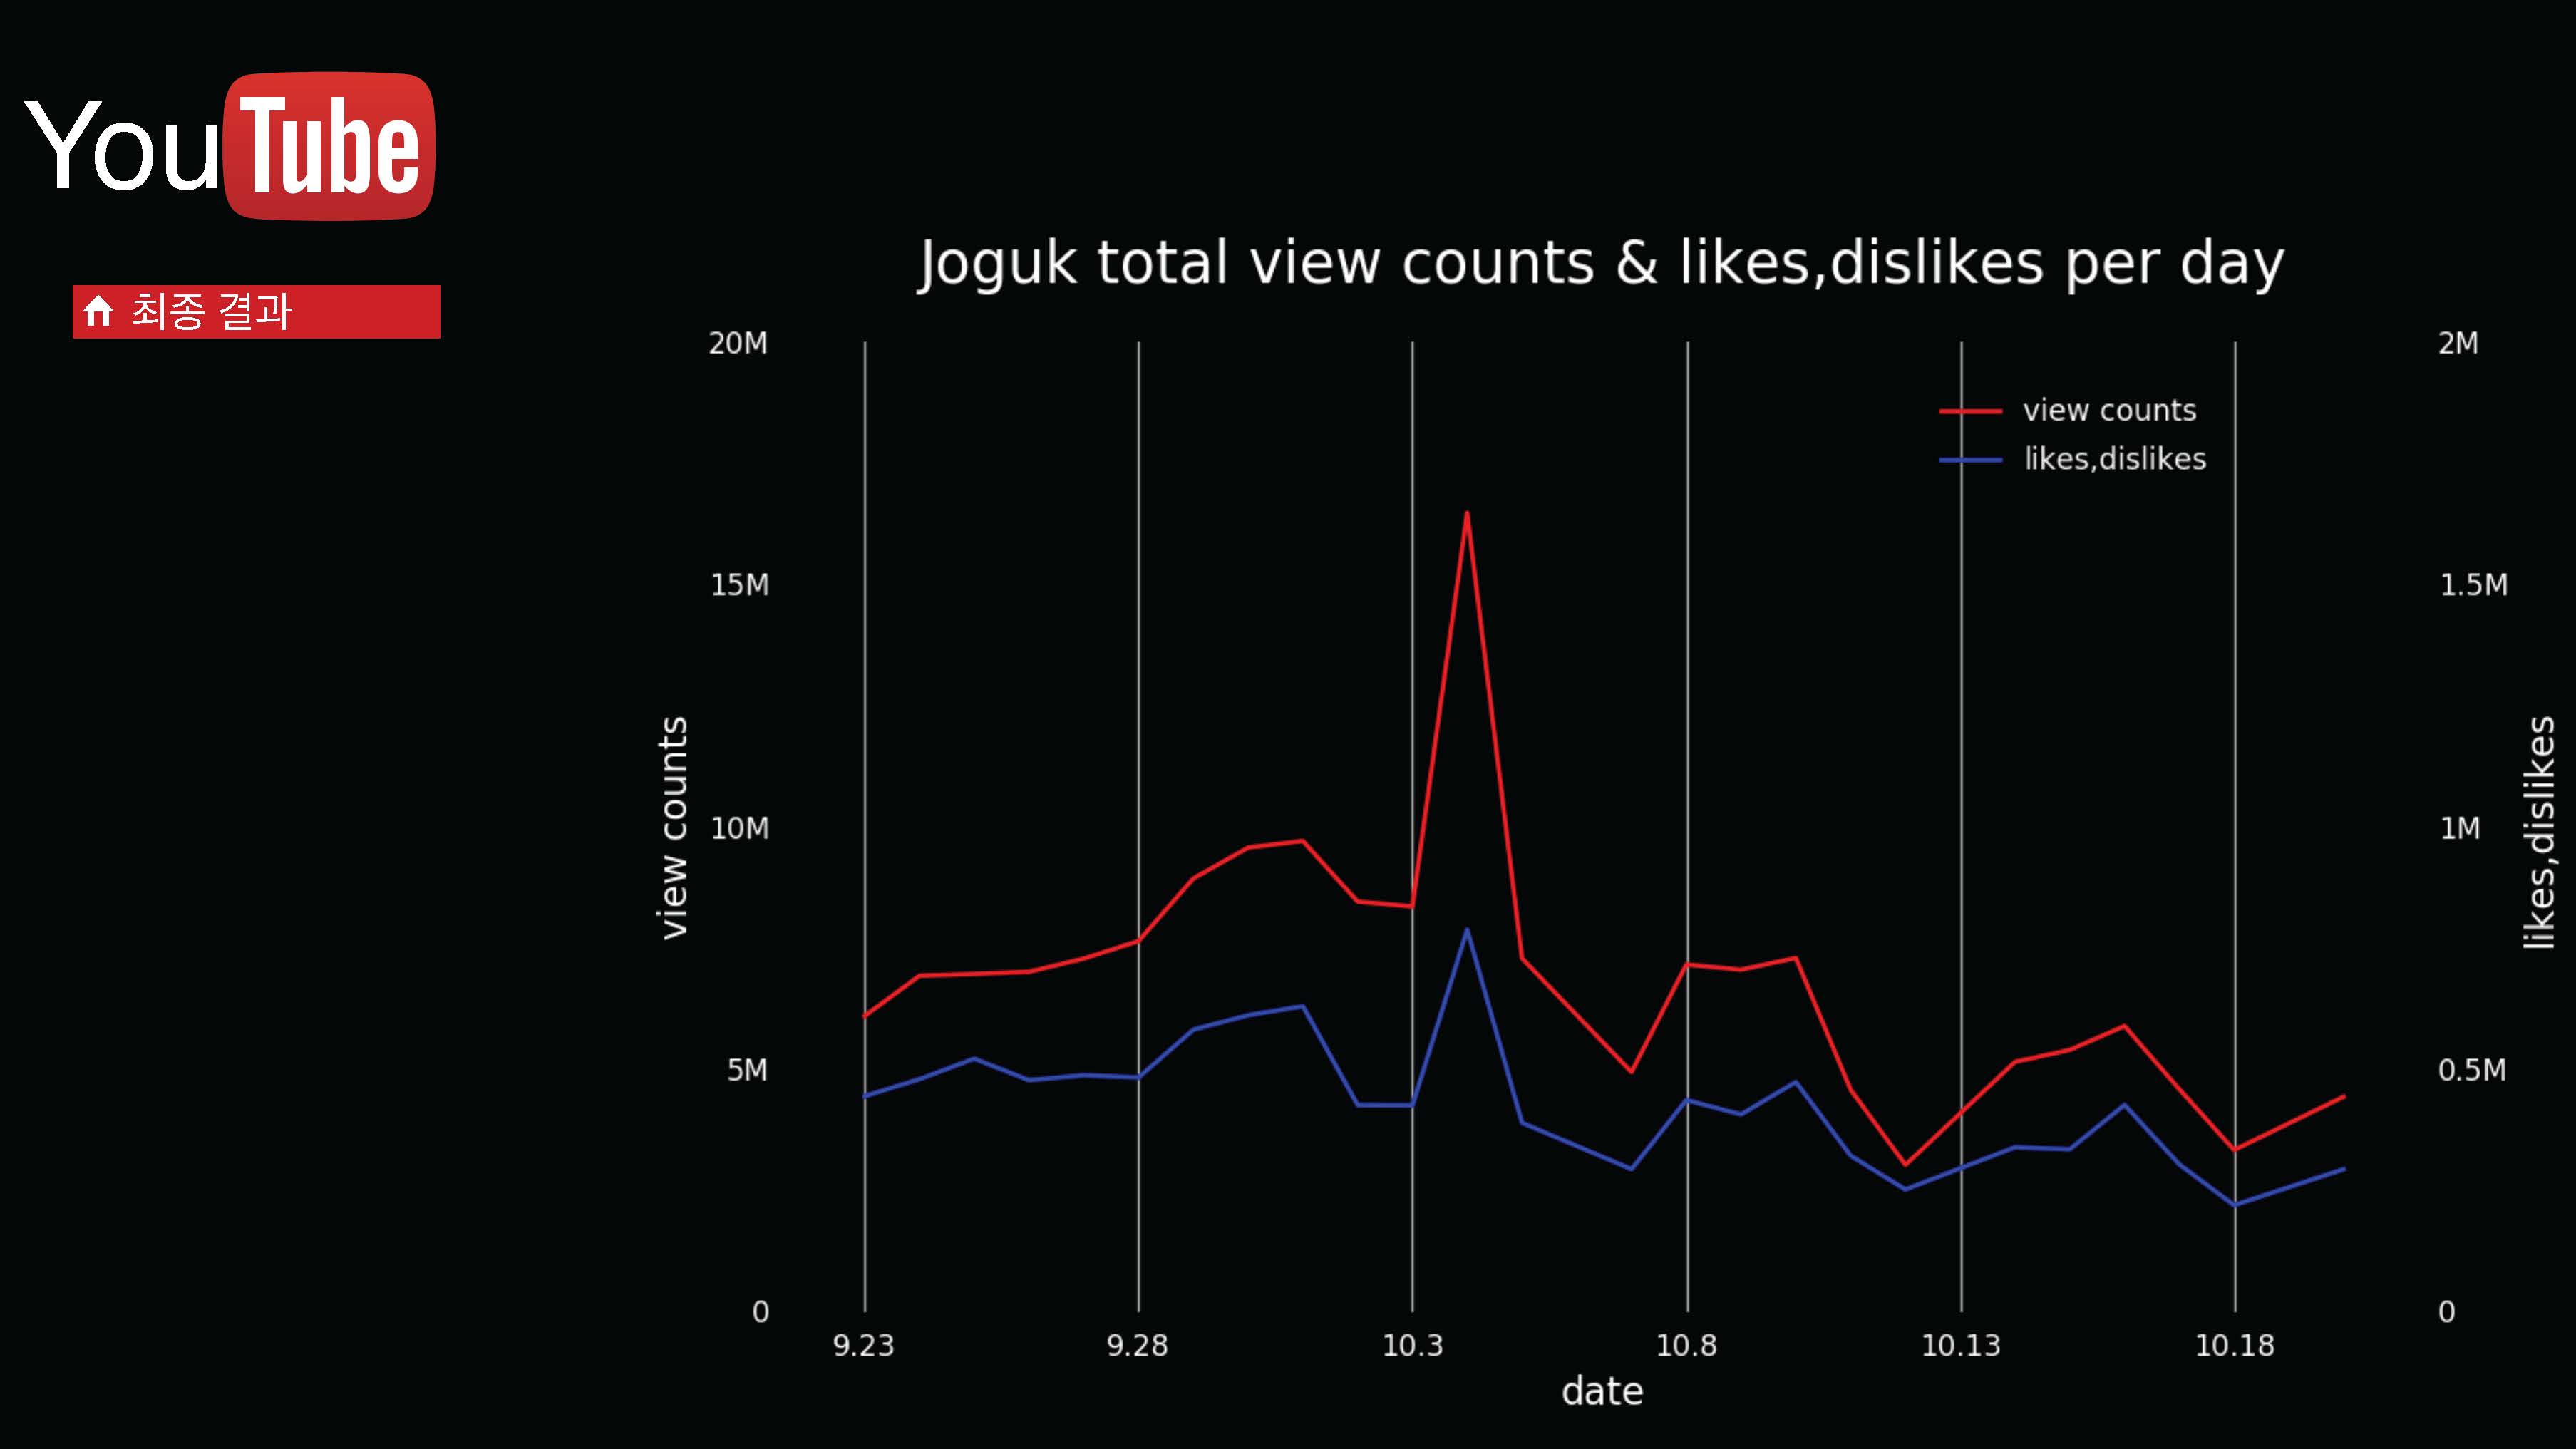 YouTube
최종 결과
Joguk total view counts & likes,dislikes per day
20M
15M
10M
5M
0
view counts
2M
1.5M
1M
0.5M
0
likes,dislikes
view counts
likes,dislikes
9.23 9.28 10.3 10.8 10.13 10.18
date